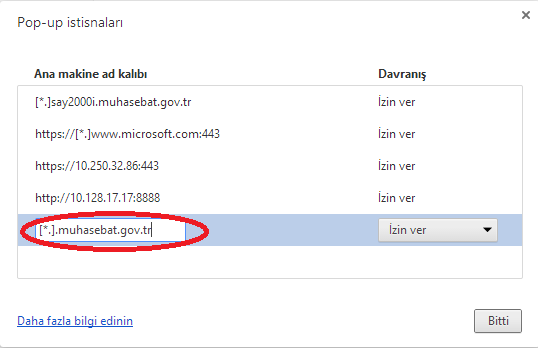 Pop-up istisnaları
Ana makine ad kalıbı Davranış
[*.]say2000i.muhasebat.gov.tr İzin ver
https://[*.]www.microsoft.com:443 İzin ver
https://10.250.32.86:443 İzin ver
http://10.128.17.17:8888 İzin ver
[*.].muhasebat.gov.tr İzin ver
Daha fazla bilgi edinin Bitti